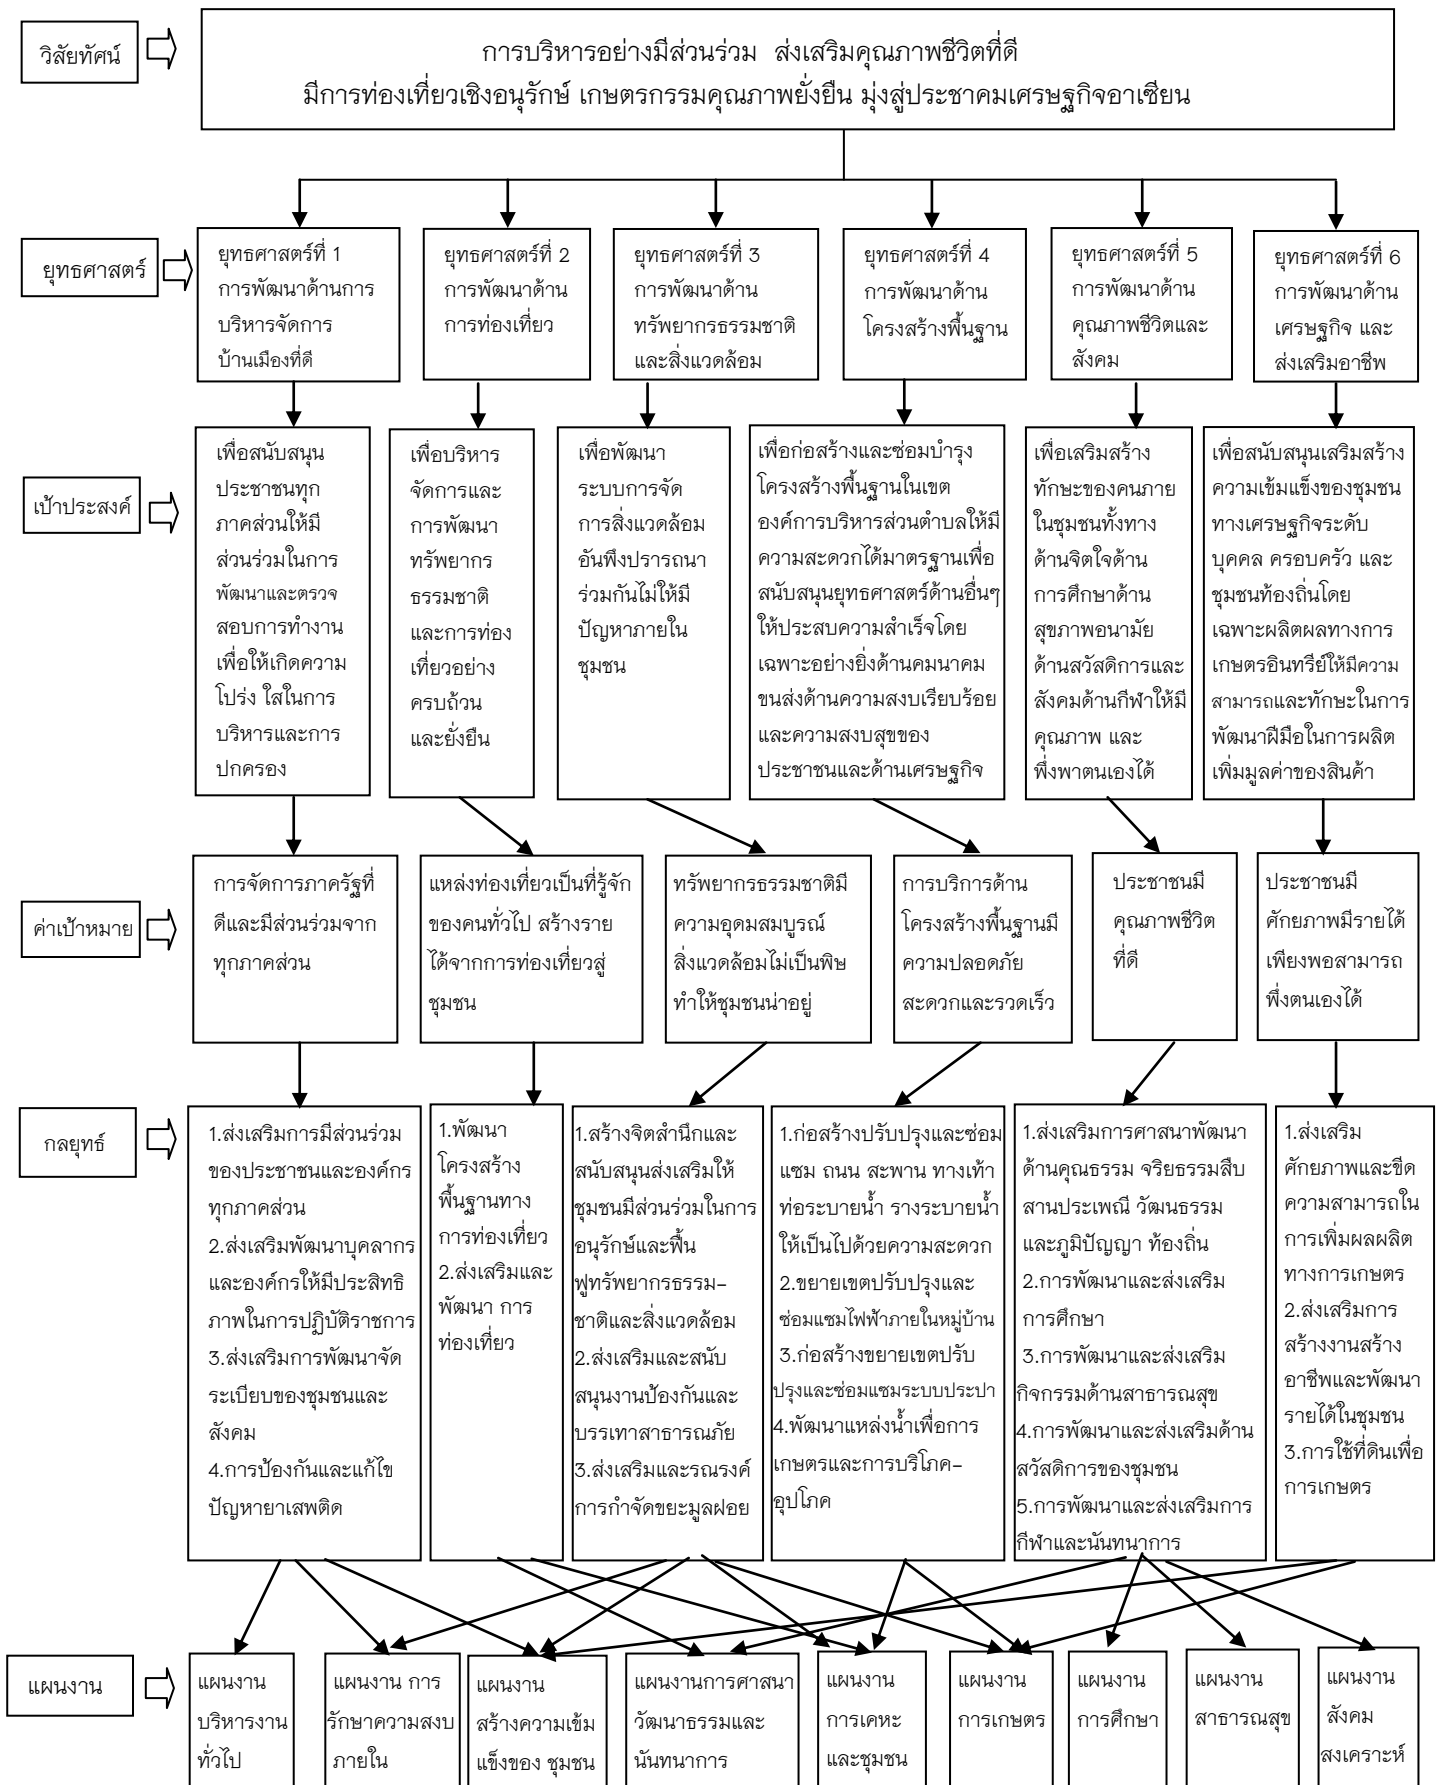 วิสัยทัศน์
การบริหารอย่างมีส่วนร่วม ส่งเสริมคุณภาพชีวิตที่ดี
มีการท่องเที่ยวเชิงอนุรักษ์ เกษตรกรรมคุณภาพยั่งยืน มุ่งสู่ประชาคมเศรษฐกิจอาเซียน
ยุทธศาสตร์
ยุทธศาสตร์ที่ 1
การพัฒนาด้านการ
บริหารจัดการ
บ้านเมืองที่ดี
ยุทธศาสตร์ที่ 2
การพัฒนาด้าน
การท่องเที่ยว
ยุทธศาสตร์ที่ 3
การพัฒนาด้าน
ทรัพยากรธรรมชาติ
และสิ่งแวดล้อม
ยุทธศาสตร์ที่ 4
การพัฒนาด้าน
โครงสร้างพื้นฐาน
ยุทธศาสตร์ที่ 5
การพัฒนาด้าน
คุณภาพชีวิตและ
สังคม
ยุทธศาสตร์ที่ 6
การพัฒนาด้าน
เศรษฐกิจ และ
ส่งเสริมอาชีพ
เป้าประสงค์
เพื่อสนับสนุน
ประชาชนทุก
ภาคส่วนให้มี
ส่วนร่วมในการ
พัฒนาและตรวจ
สอบการทำงาน
เพื่อให้เกิดความ
โปร่ง ใสในการ
บริหารและการ
ปกครอง
เพื่อบริหาร
จัดการและ
การพัฒนา
ทรัพยากร
ธรรมชาติ
และการท่อง
เที่ยวอย่าง
ครบถ้วน
และยั่งยืน
เพื่อพัฒนา
ระบบการจัด
การสิ่งแวดล้อม
อันพึงปรารถนา
ร่วมกันไม่ให้มี
ปัญหาภายใน
ชุมชน
เพื่อก่อสร้างและซ่อมบำรุง
โครงสร้างพื้นฐานในเขต
องค์การบริหารส่วนตำบลให้มี
ความสะดวกได้มาตรฐานเพื่อ
สนับสนุนยุทธศาสตร์ด้านอื่นๆ
ให้ประสบความสำเร็จโดย
เฉพาะอย่างยิ่งด้านคมนาคม
ขนส่งด้านความสงบเรียบร้อย
และความสงบสุขของ
ประชาชนและด้านเศรษฐกิจ
เพื่อเสริมสร้าง
ทักษะของคนภาย
ในชุมชนทั้งทาง
ด้านจิตใจด้าน
การศึกษาด้าน
สุขภาพอนามัย
ด้านสวัสดิการและ
สังคมด้านกีฬาให้มี
คุณภาพ และ
พึ่งพาตนเองได้
เพื่อสนับสนุนเสริมสร้าง
ความเข้มแข็งของชุมชน
ทางเศรษฐกิจระดับ
บุคคล ครอบครัว และ
ชุมชนท้องถิ่นโดย
เฉพาะผลิตผลทางการ
เกษตรอินทรีย์ให้มีความ
สามารถและทักษะในการ
พัฒนาฝีมือในการผลิต
เพิ่มมูลค่าของสินค้า
ค่าเป้าหมาย
การจัดการภาครัฐที่
ดีและมีส่วนร่วมจาก
ทุกภาคส่วน
แหล่งท่องเที่ยวเป็นที่รู้จัก
ของคนทั่วไป สร้างราย
ได้จากการท่องเที่ยวสู่
ชุมชน
ทรัพยากรธรรมชาติมี
ความอุดมสมบูรณ์
สิ่งแวดล้อมไม่เป็นพิษ
ทำให้ชุมชนน่าอยู่
การบริการด้าน
โครงสร้างพื้นฐานมี
ความปลอดภัย
สะดวกและรวดเร็ว
ประชาชนมี
คุณภาพชีวิต
ที่ดี
ประชาชนมี
ศักยภาพมีรายได้
เพียงพอสามารถ
พึ่งตนเองได้
กลยุทธ์
1.ส่งเสริมการมีส่วนร่วม
ของประชาชนและองค์กร
ทุกภาคส่วน
2.ส่งเสริมพัฒนาบุคลากร
และองค์กรให้มีประสิทธิ
ภาพในการปฏิบัติราชการ
3.ส่งเสริมการพัฒนาจัด
ระเบียบของชุมชนและ
สังคม
4.การป้องกันและแก้ไข
ปัญหายาเสพติด
1.พัฒนา
โครงสร้าง
พื้นฐานทาง
การท่องเที่ยว
2.ส่งเสริมและ
พัฒนา การ
ท่องเที่ยว
1.สร้างจิตสำนึกและ
สนับสนุนส่งเสริมให้
ชุมชนมีส่วนร่วมในการ
อนุรักษ์และฟื้น
ฟูทรัพยากรธรรม-
ชาติและสิ่งแวดล้อม
2.ส่งเสริมและสนับ
สนุนงานป้องกันและ
บรรเทาสาธารณภัย
3.ส่งเสริมและรณรงค์
การกำจัดขยะมูลฝอย
1.ก่อสร้างปรับปรุงและซ่อม
แซม ถนน สะพาน ทางเท้า
ท่อระบายน้ำ รางระบายน้ำ
ให้เป็นไปด้วยความสะดวก
2.ขยายเขตปรับปรุงและ
ซ่อมแซมไฟฟ้าภายในหมู่บ้าน
3.ก่อสร้างขยายเขตปรับ
ปรุงและซ่อมแซมระบบประปา
4.พัฒนาแหล่งน้ำเพื่อการ
เกษตรและการบริโภค-
อุปโภค
1.ส่งเสริมการศาสนาพัฒนา
ด้านคุณธรรม จริยธรรมสืบ
สานประเพณี วัฒนธรรม
และภูมิปัญญา ท้องถิ่น
2.การพัฒนาและส่งเสริม
การศึกษา
3.การพัฒนาและส่งเสริม
กิจกรรมด้านสาธารณสุข
4.การพัฒนาและส่งเสริมด้าน
สวัสดิการของชุมชน
5.การพัฒนาและส่งเสริมการ
กีฬาและนันทนาการ
1.ส่งเสริม
ศักยภาพและขีด
ความสามารถใน
การเพิ่มผลผลิต
ทางการเกษตร
2.ส่งเสริมการ
สร้างงานสร้าง
อาชีพและพัฒนา
รายได้ในชุมชน
3.การใช้ที่ดินเพื่อ
การเกษตร
แผนงาน
แผนงาน
บริหารงาน
ทั่วไป
แผนงาน การ
รักษาความสงบ
ภายใน
แผนงาน
สร้างความเข้ม
แข็งของ ชุมชน
แผนงานการศาสนา
วัฒนธรรมและ
นันทนาการ
แผนงาน
การเคหะ
และชุมชน
แผนงาน
การเกษตร
แผนงาน
การศึกษา
แผนงาน
สาธารณสุข
แผนงาน
สังคม
สงเคราะห์